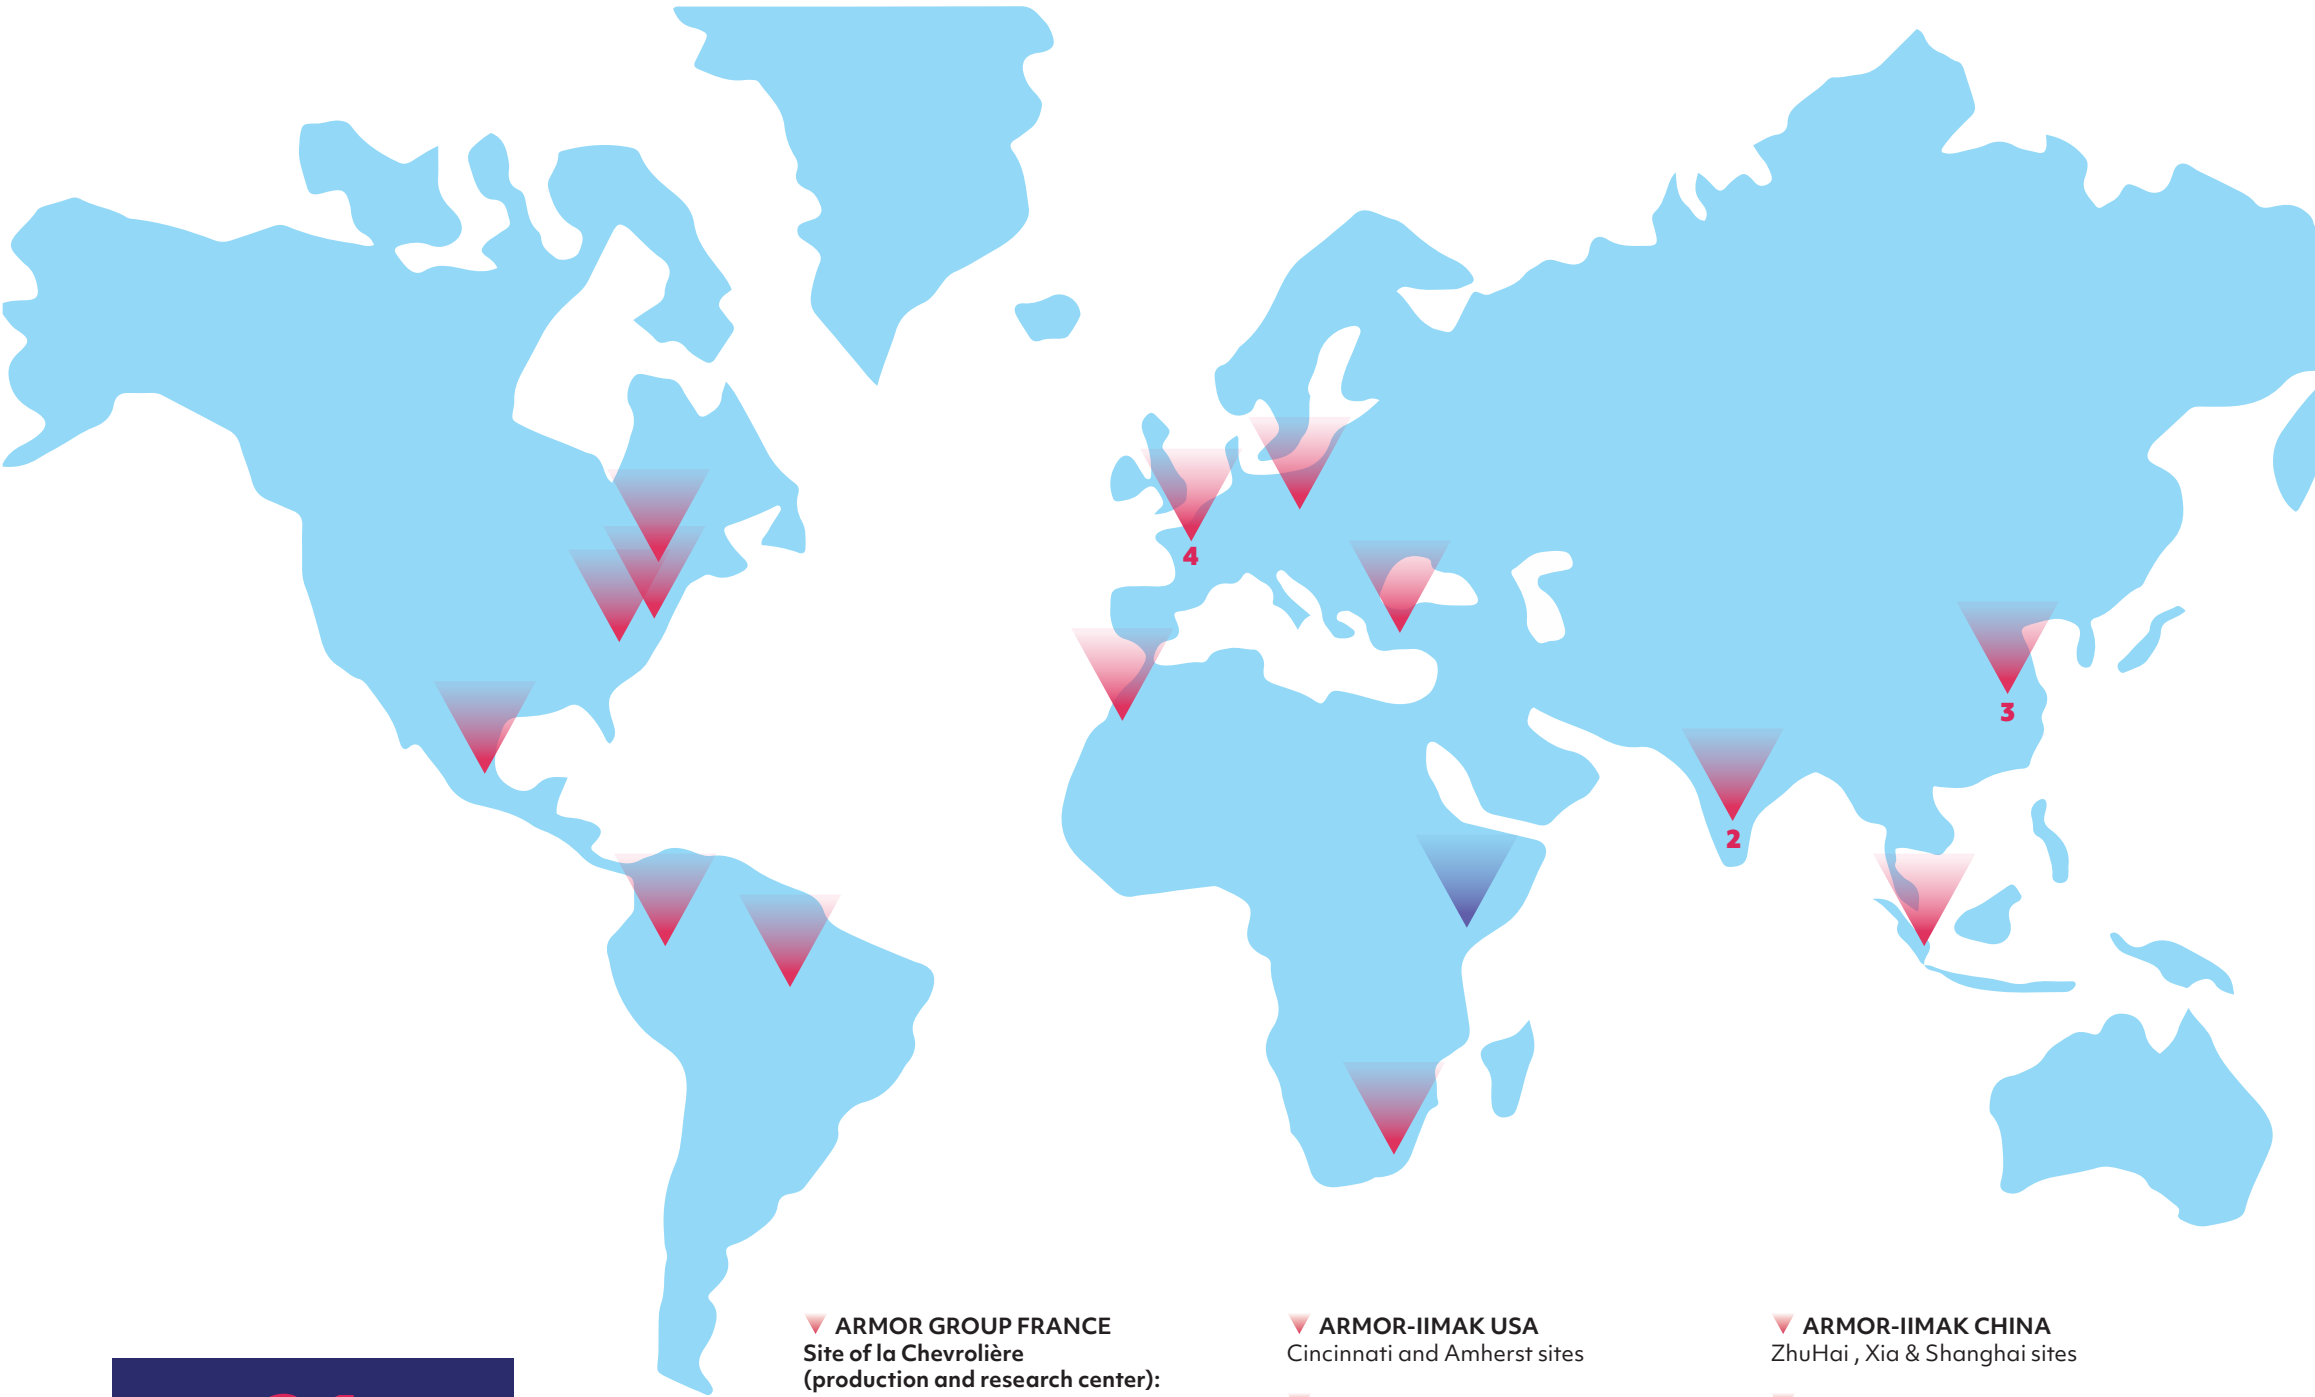 4
3
2
ARMOR GROUP FRANCE
Site of la Chevrolière
(production and research center):
ARMOR-IIMAK USA
Cincinnati and Amherst sites
ARMOR-IIMAK CHINA
ZhuHai , Xia & Shanghai sites